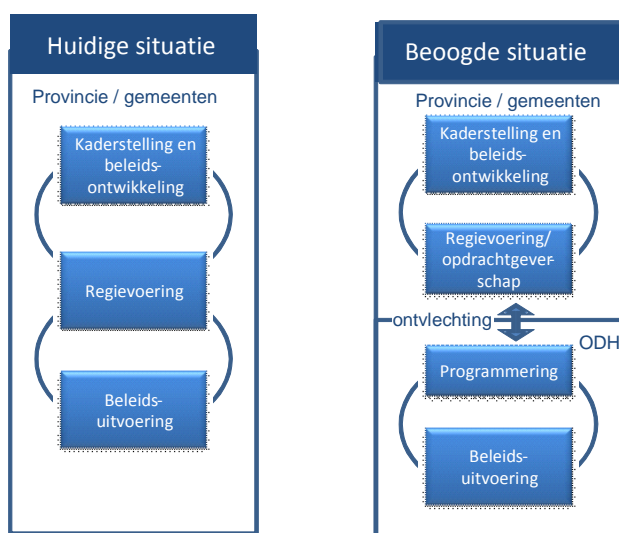 Huidige situatie
Provincie / gemeenten
Kaderstelling en
beleids-
ontwikkeling
Regievoering
Beleids-
uitvoering
Beoogde situatie
Provincie / gemeenten
Kaderstelling en
beleids-
ontwikkeling
Regievoering/
opdrachtgever-
schap
ontvlechting
ODH
Programmering
Beleids-
uitvoering